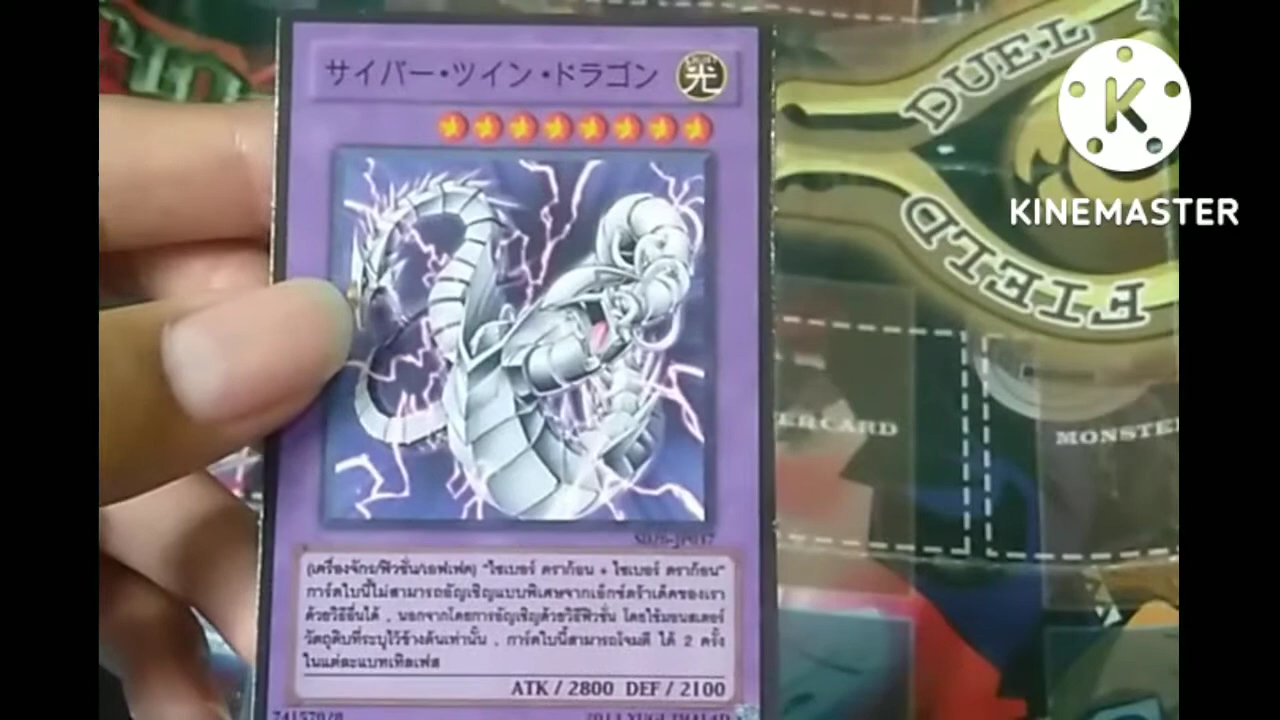 サイバー・ツイン・ドラゴン
光
DUEL
FIELD
K
KINEMASTER
CARD
MONSTE
(เครื่องจักร/ฟิวชั่น/เอฟเฟค) "ไซเบอร์ ดราก้อน + ไซเบอร์ ดราก้อน"
การ์ดใบนี้ไม่สามารถอัญเชิญแบบพิเศษจากเอ็กซ์ตร้าเด็คของเรา
ด้วยวิธีอื่นได้ , นอกจากโดยการอัญเชิญด้วยวิธีฟิวชั่น โดยใช้มอนสเตอร์
วัตถุดิบที่ระบุไว้ข้างต้นเท่านั้น , การ์ดใบนี้สามารถโจมตี ได้ 2 ครั้ง
ในแต่ละแบทเทิลเฟส
ATK / 2800 DEF / 2100